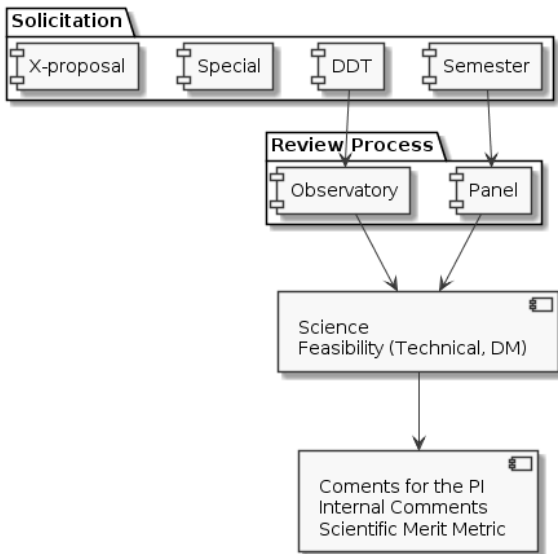 Solicitation
X-proposal Special DDT Semester
Review Process
Observatory Panel
Science
Feasibility (Technical, DM)
Coments for the PI
Internal Comments
Scientific Merit Metric